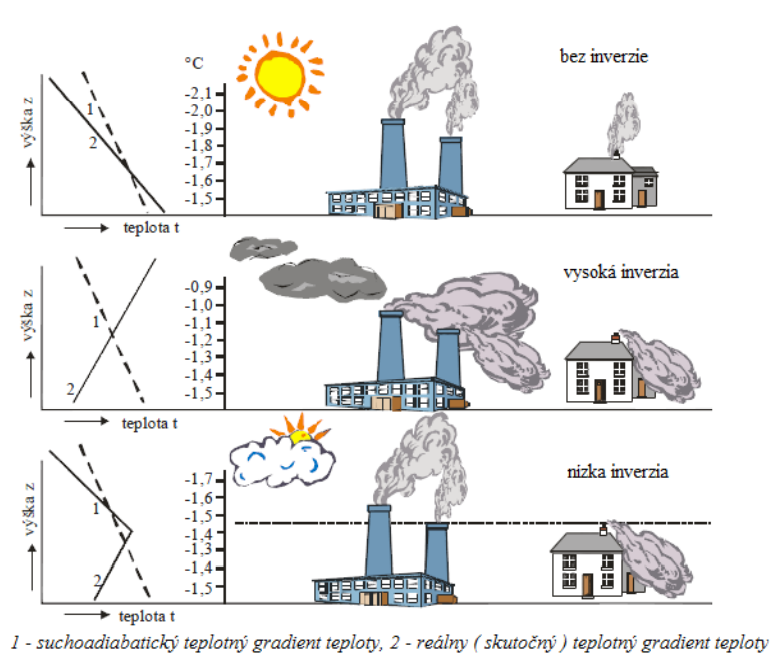 °C
bez inverzie
-2,1
-2,0
-1,9
-1,8
-1,7
-1,6
-1,5
výška z
1
2
teplota t
vysoká inverzia
-0,9
-1,0
-1,1
-1,2
-1,3
-1,4
-1,5
výška z
1
2
teplota t
nizka inverzia
-1,7
-1,6
-1,5
-1,4
-1,3
-1,4
-1,5
výška z
1
2
teplota t
1 - suchoadiabatický teplotný gradient teploty, 2 - reálny ( skutočný ) teplotný gradient teploty